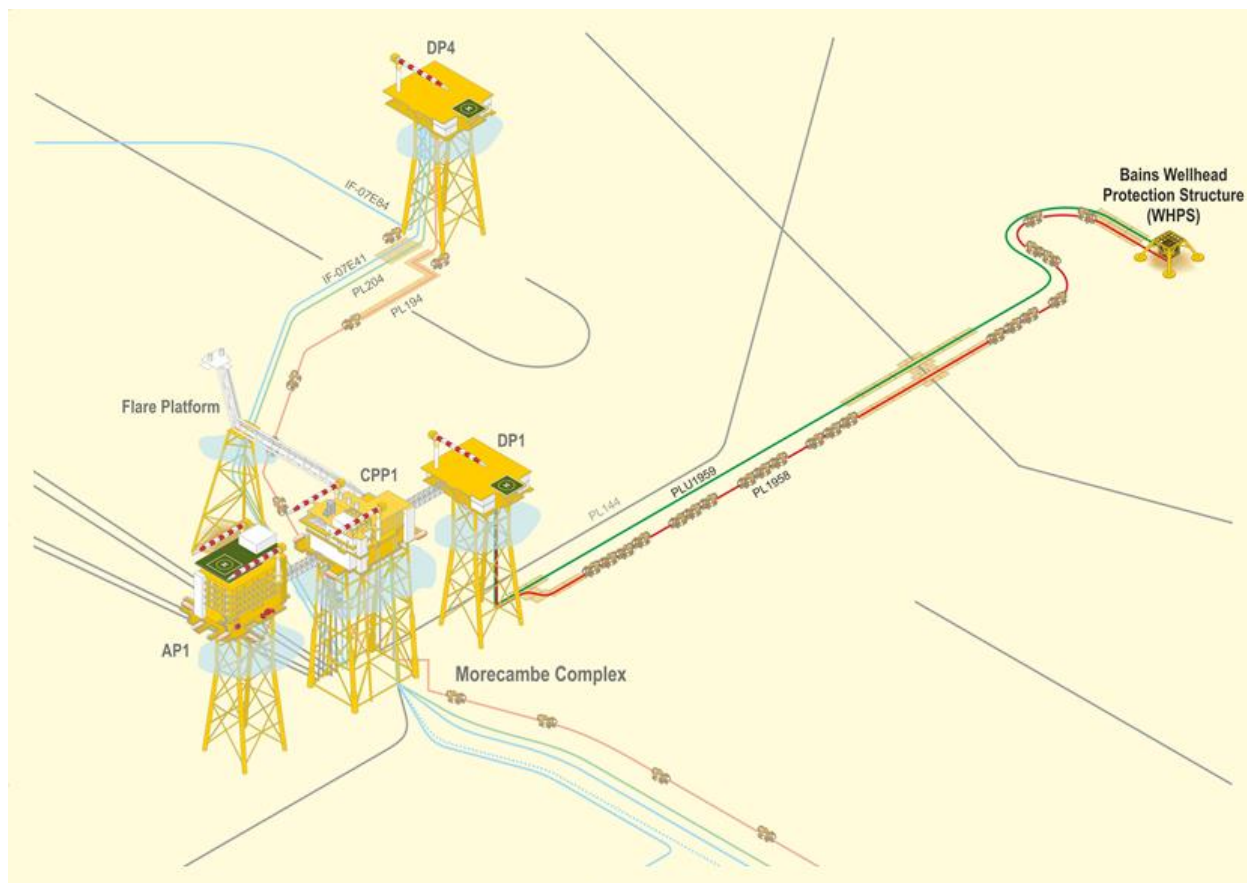 DP4
Bains Wellhead
Protection Structure
(WHPS)
IF-07E84
IF-07E41
PL204
PL194
Flare Platform
CPP1
DP1
PLU1959
PL1958
PL144
AP1
Morecambe Complex